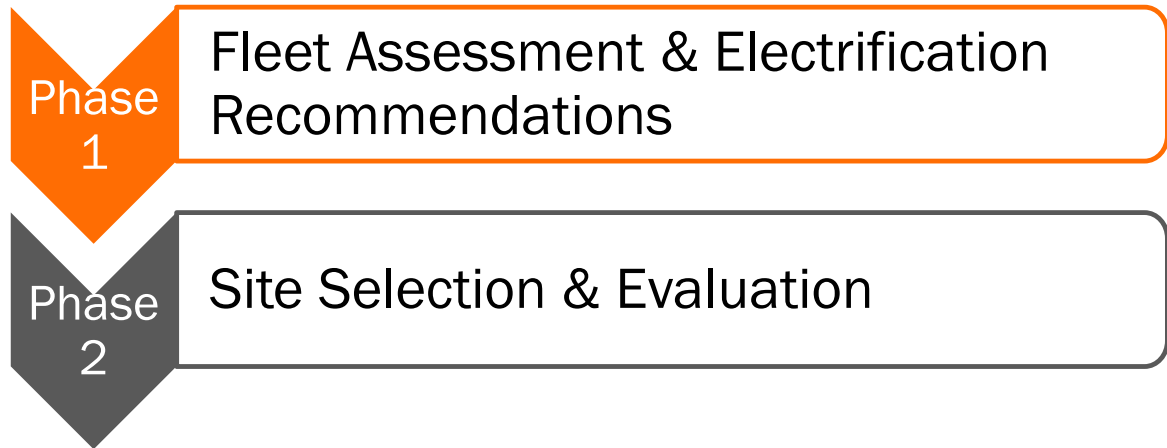 Phase
1
Fleet Assessment & Electrification
Recommendations
Phase
2
Site Selection & Evaluation